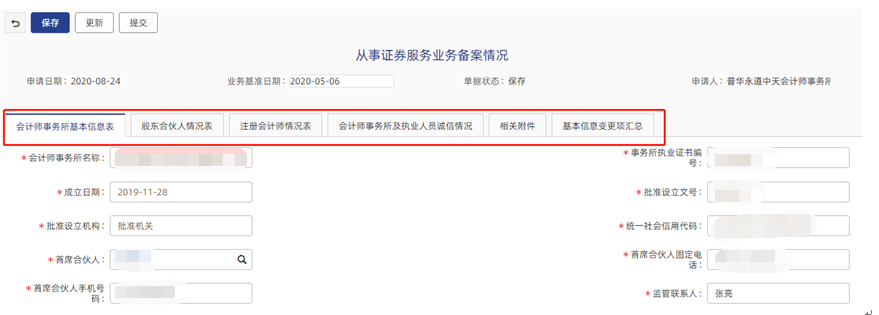 保存 更新 提交
从事证券服务业务备案情况
申请日期：2020-08-24 业务基准日期：2020-05-06 单据状态：保存 申请人：普华永道中天会计师事务所
会计师事务所基本信息表 股东合伙人情况表 注册会计师情况表 会计师事务所及执业人员诚信情况 相关附件 基本信息变更项汇总
*会计师事务所名称： *事务所执业证书编号：
*成立日期：2019-11-28 *批准设立文号：
*批准设立机构：批准机关 *统一社会信用代码：
*首席合伙人： *首席合伙人固定电话：
*首席合伙人手机号码： *监管联系人：张亮